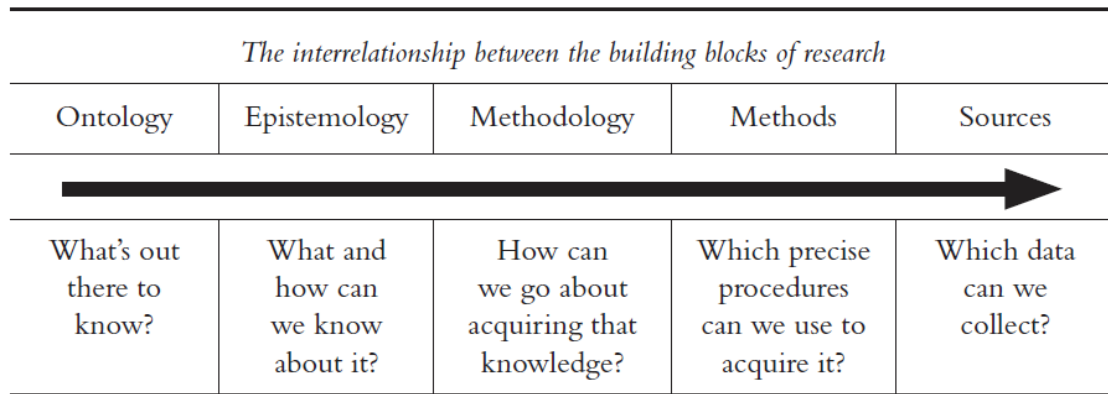 The interrelationship between the building blocks of research
Ontology
Epistemology
Methodology
Methods
Sources
What’s out
there to
know?
What and
how can
we know
about it?
How can
we go about
acquiring that
knowledge?
Which precise
procedures
can we use to
acquire it?
Which data
can we
collect?